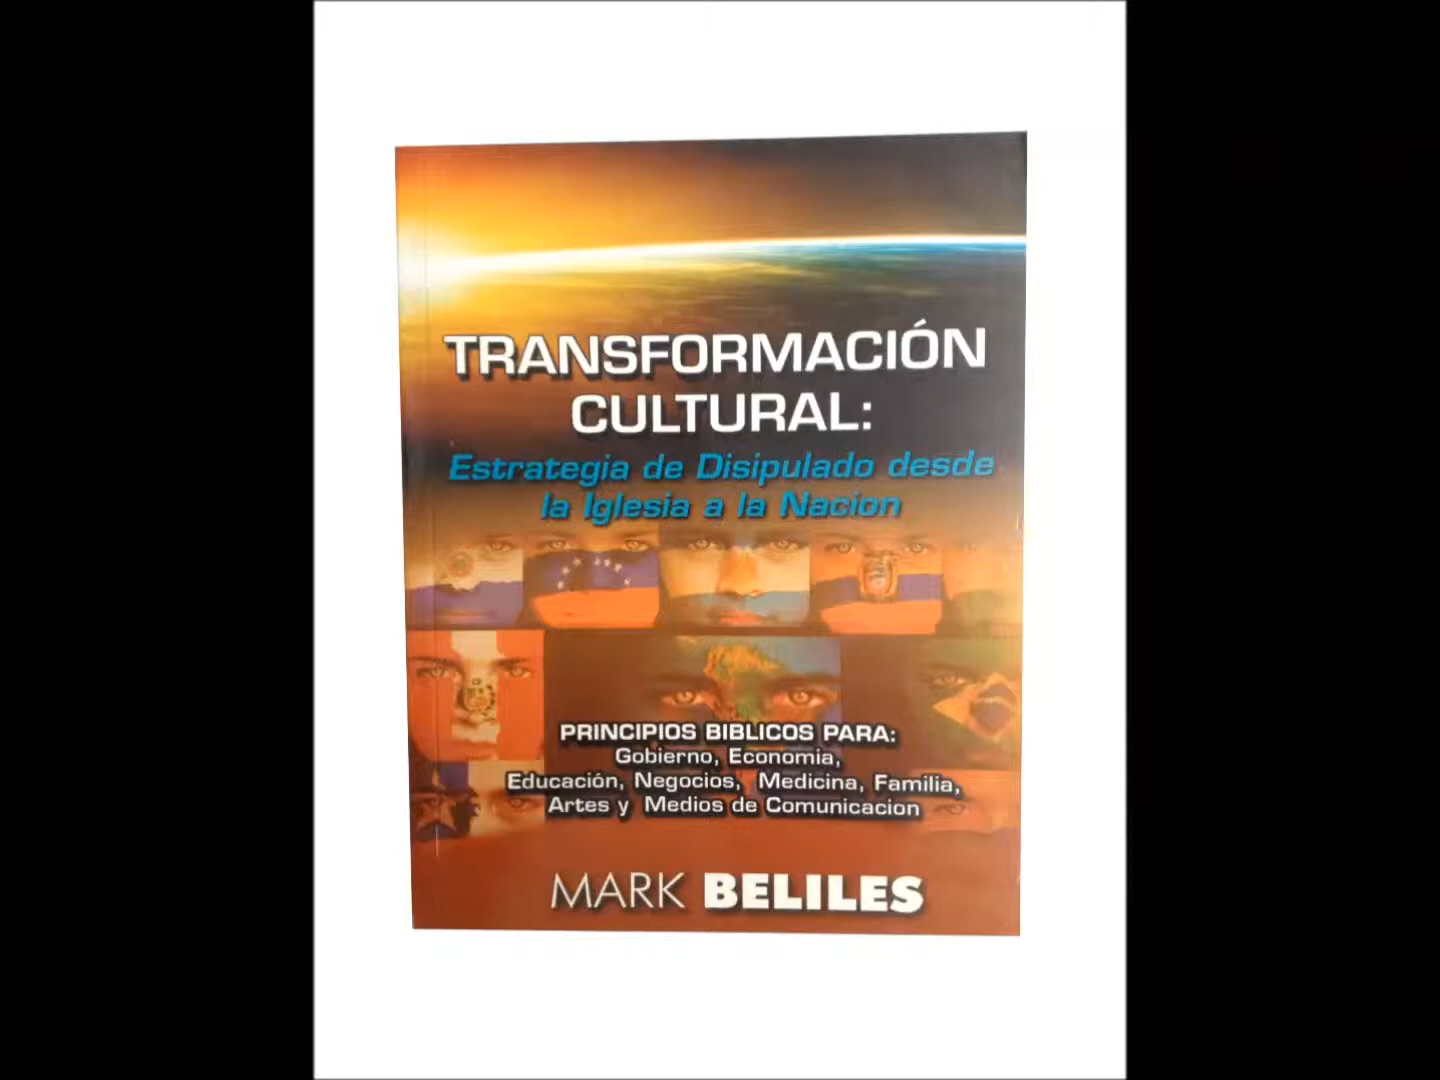 TRANSFORMACIÓN
CULTURAL:
Estrategia de Disipulado desde
la Iglesia a la Nacion
PRINCIPIOS BIBLICOS PARA:
Gobierno, Economia,
Educación, Negocios, Medicina, Familia,
Artes y Medios de Comunicacion
MARK BELILES